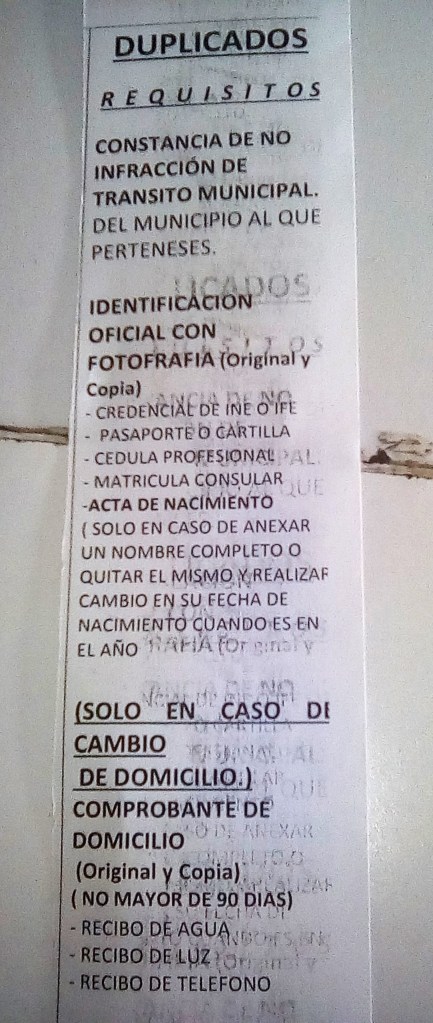 DUPLICADOS
REQUISITOS
CONSTANCIA DE NO
INFRACCIÓN DE
TRANSITO MUNICIPAL.
DEL MUNICIPIO AL QUE
PERTENESES.
IDENTIFICACION
OFICIAL CON
FOTOFRAFIA (Original y
Copia)
- CREDENCIAL DE INE O IFE
- PASAPORTE O CARTILLA
- CEDULA PROFESIONAL
- MATRICULA CONSULAR
-ACTA DE NACIMIENTO
( SOLO EN CASO DE ANEXAR
UN NOMBRE COMPLETO O
QUITAR EL MISMO Y REALIZAR
CAMBIO EN SU FECHA DE
NACIMIENTO CUANDO ES EN
EL AÑO
(SOLO EN CASO DE
CAMBIO
DE DOMICILIO.)
COMPROBANTE DE
DOMICILIO
(Original y Copia)
( NO MAYOR DE 90 DIAS)
- RECIBO DE AGUA
- RECIBO DE LUZ
- RECIBO DE TELEFONO